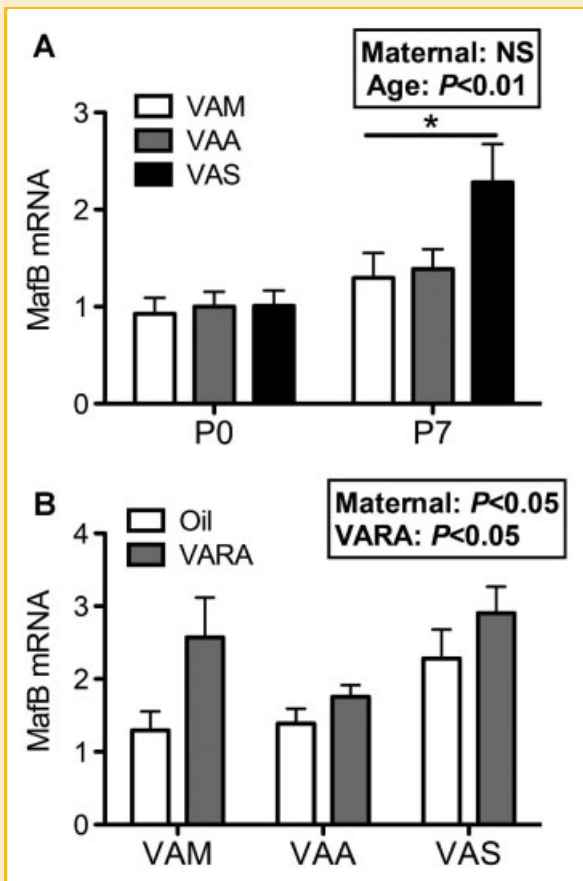 A
Maternal: NS
Age: P<0.01
VAM
VAA
VAS
*
3
2
1
0
MafB mRNA
P0
P7
B
Maternal: P<0.05
VARA: P<0.05
Oil
VARA
4
3
2
1
0
MafB mRNA
VAM
VAA
VAS